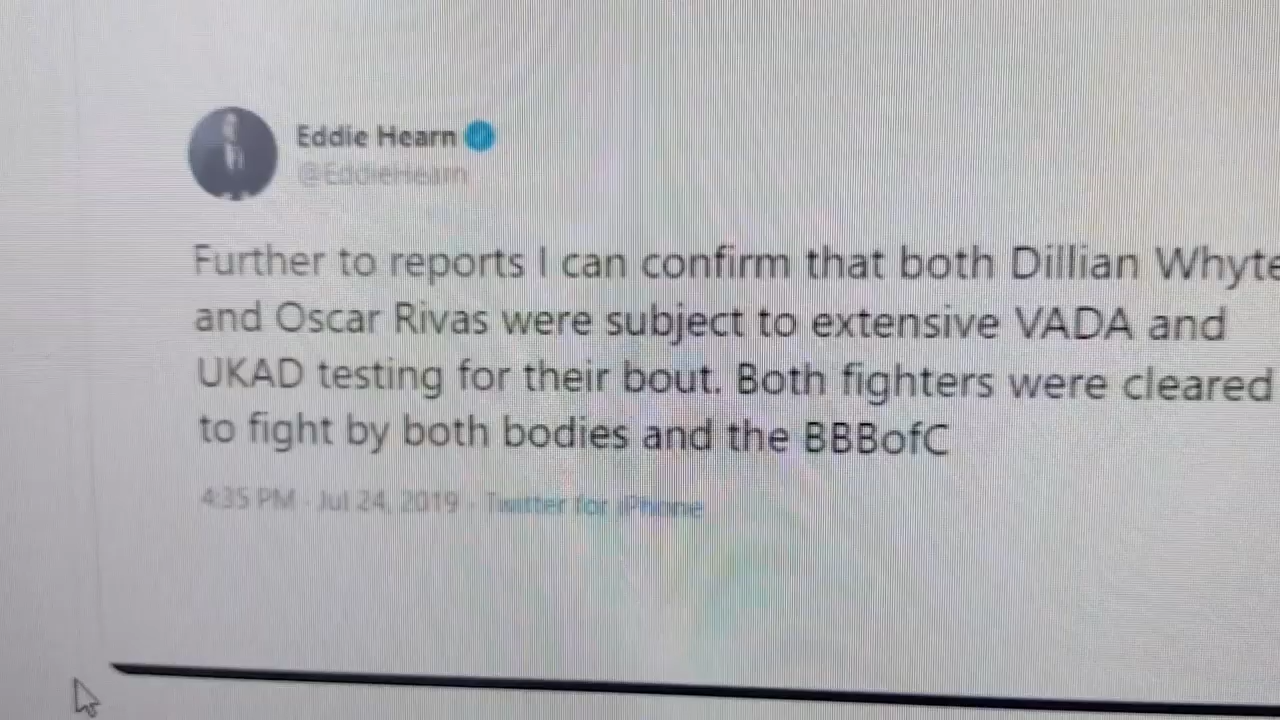 Eddie Hearn
@EddieHearn
Further to reports I can confirm that both Dillian Whyte
and Oscar Rivas were subject to extensive VADA and
UKAD testing for their bout. Both fighters were cleared
to fight by both bodies and the BBBofC
4:35 PM · Jul 24, 2019 · Twitter for iPhone